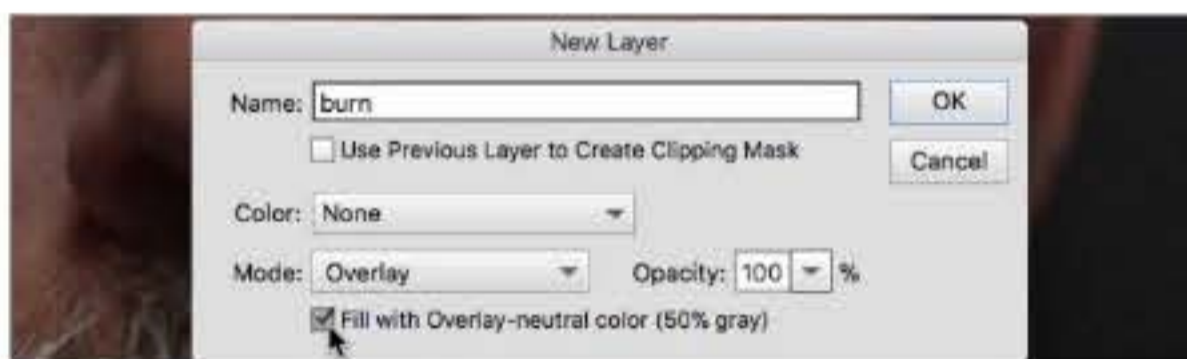 New Layer
Name: burn
OK
Use Previous Layer to Create Clipping Mask
Cancel
Color: None
Mode: Overlay Opacity: 100 %
Fill with Overlay-neutral color (50% gray)